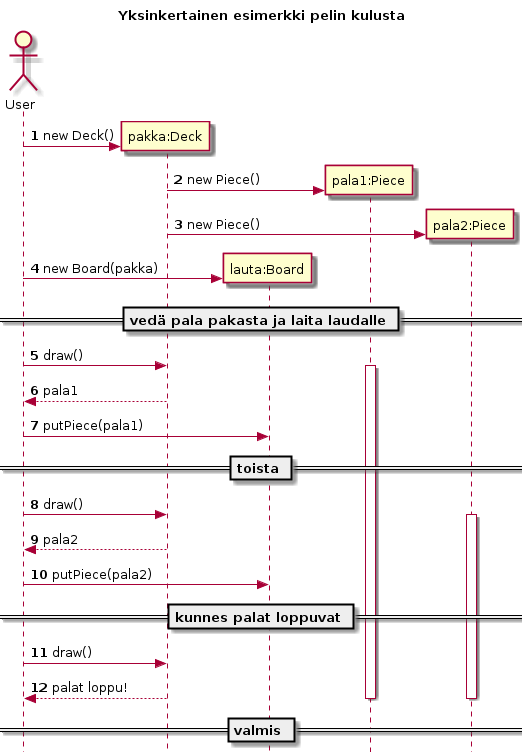 Yksinkertainen esimerkki pelin kulusta
User
1 new Deck()
pakka:Deck
2 new Piece()
pala1:Piece
3 new Piece()
pala2:Piece
4 new Board(pakka)
lauta:Board
vedä pala pakasta ja laita laudalle
5 draw()
6 pala1
7 putPiece(pala1)
toista
8 draw()
9 pala2
10 putPiece(pala2)
kunnes palat loppuvat
11 draw()
12 palat loppu!
valmis